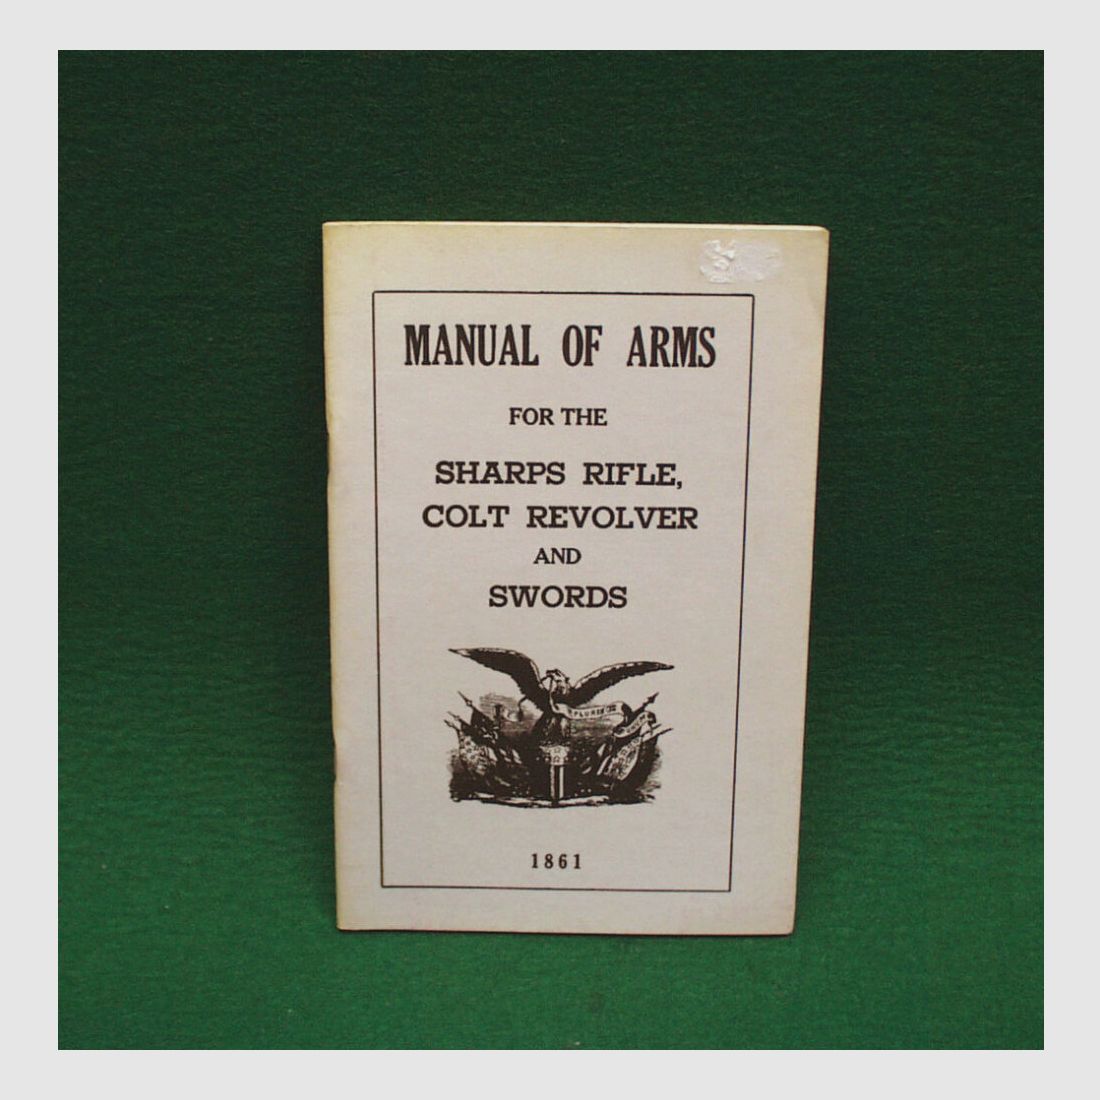 MANUAL OF ARMS
FOR THE
SHARPS RIFLE,
COLT REVOLVER
AND
SWORDS
1861